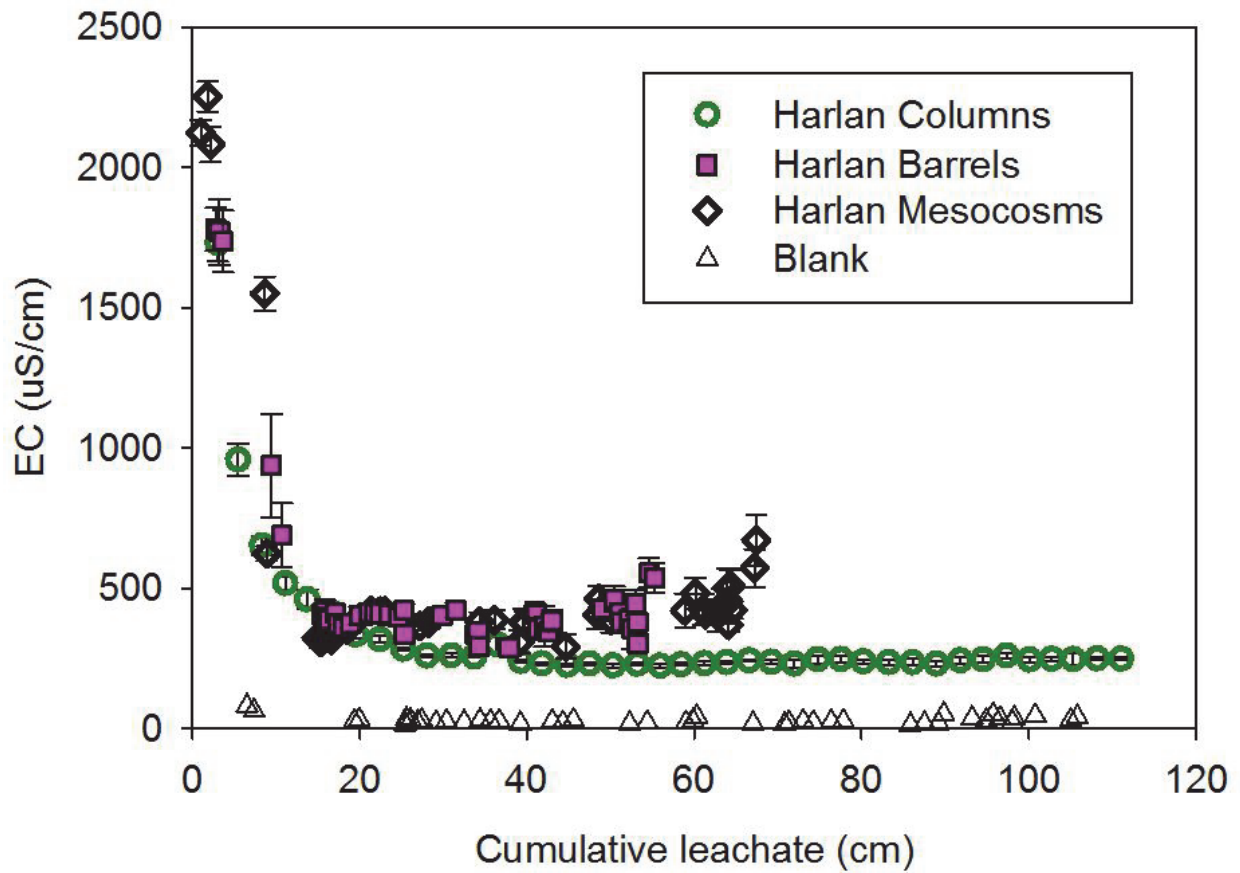 2500
2000
1500
1000
500
0
EC (uS/cm)
Harlan Columns
Harlan Barrels
Harlan Mesocosms
Blank
0 20 40 60 80 100 120
Cumulative leachate (cm)